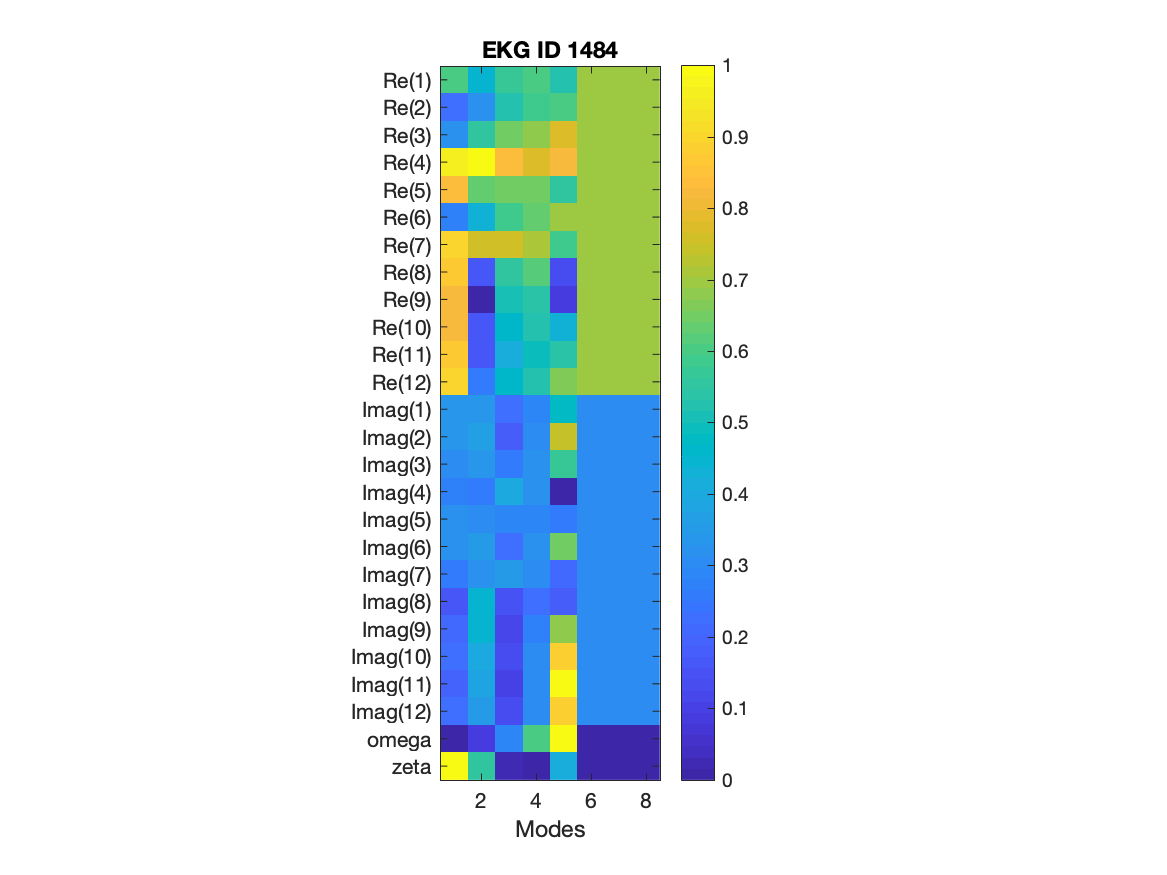 EKG ID 1484
Re(1)
Re(2)
Re(3)
Re(4)
Re(5)
Re(6)
Re(7)
Re(8)
Re(9)
Re(10)
Re(11)
Re(12)
Imag(1)
Imag(2)
Imag(3)
Imag(4)
Imag(5)
Imag(6)
Imag(7)
Imag(8)
Imag(9)
Imag(10)
Imag(11)
Imag(12)
omega
zeta
2 4 6 8
Modes
1
0.9
0.8
0.7
0.6
0.5
0.4
0.3
0.2
0.1
0